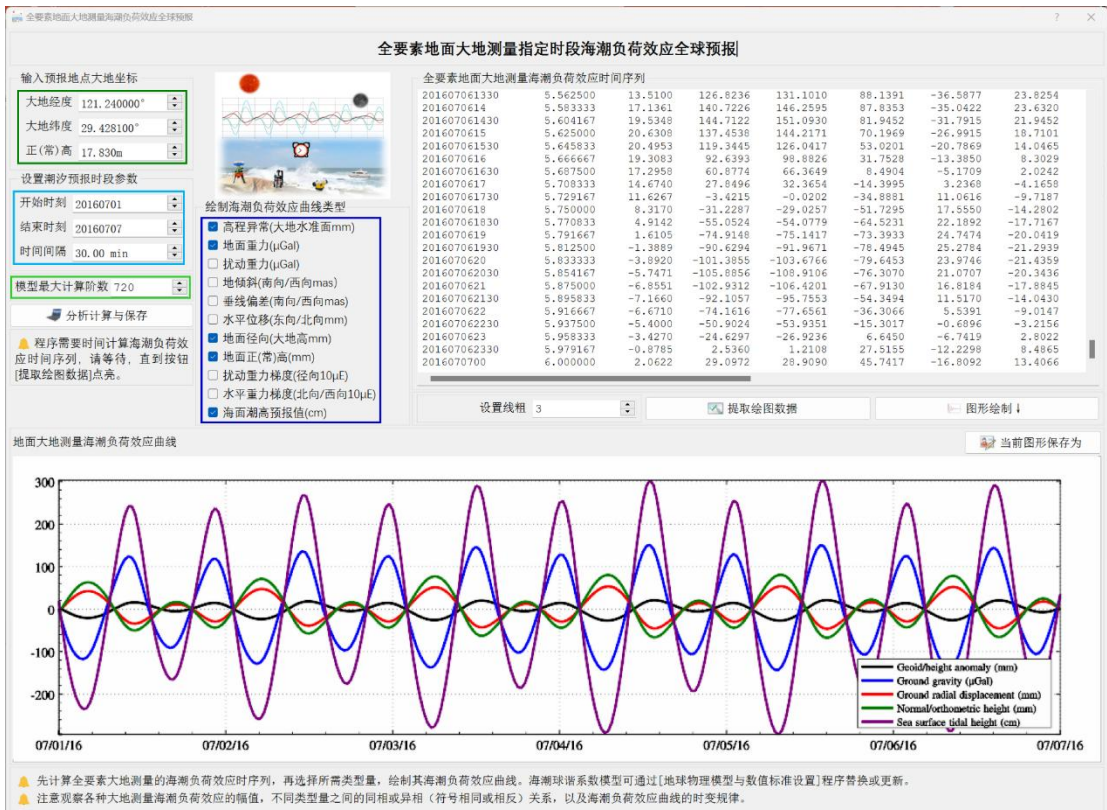 全要素地面大地测量海潮负荷效应全球预报
全要素地面大地测量指定时段海潮负荷效应全球预报
输入预报地点大地坐标
大地经度 121.240000°
大地纬度 29.428100°
正(常)高 17.830m
设置潮汐预报时段参数
开始时刻 20160701
结束时刻 20160707
时间间隔 30.00 min
模型最大计算阶数 720
分析计算与保存
程序需要时间计算海潮负荷效
应时间序列，请等待，直到按钮
[提取绘图数据]点亮。
绘制海潮负荷效应曲线类型
高程异常(大地水准面mm)
地面重力(μGal)
扰动重力(μGal)
地倾斜(南向/西向mas)
垂线偏差(南向/西向mas)
水平位移(东向/北向mm)
地面径向(大地高mm)
地面正(常)高(mm)
扰动重力梯度(径向10μE)
水平重力梯度(北向/西向10μE)
海面潮高预报值(cm)
全要素地面大地测量海潮负荷效应时间序列
201607061330 5.562500 13.5100 126.8236 131.1010 88.1391 -36.5877 23.8254
2016070614 5.583333 17.1361 140.7226 146.2595 87.8353 -35.0422 23.6320
201607061430 5.604167 19.5348 144.7122 151.0930 81.9452 -31.7915 21.9452
2016070615 5.625000 20.6308 137.4538 144.2171 70.1969 -26.9915 18.7101
201607061530 5.645833 20.4953 119.3445 126.0417 53.0201 -20.7869 14.0465
2016070616 5.666667 19.3083 92.6393 98.8826 31.7528 -13.3850 8.3029
201607061630 5.687500 17.2958 60.8774 66.3649 8.4904 -5.1709 2.0242
2016070617 5.708333 14.6740 27.8496 32.3654 -14.3995 3.2368 -4.1658
201607061730 5.729167 11.6267 -3.4215 -0.0202 -34.8881 11.0616 -9.7187
2016070618 5.750000 8.3170 -31.2287 -29.0257 -51.7295 17.5550 -14.2802
201607061830 5.770833 4.9142 -55.0524 -54.0779 -64.5231 22.1892 -17.7167
2016070619 5.791667 1.6105 -74.9148 -75.1417 -73.3933 24.7474 -20.0419
201607061930 5.812500 -1.3889 -90.6294 -91.9671 -78.4945 25.2784 -21.2939
2016070620 5.833333 -3.8920 -101.3855 -103.6766 -79.6453 23.9746 -21.4359
201607062030 5.854167 -5.7471 -105.8856 -108.9106 -76.3070 21.0707 -20.3436
2016070621 5.875000 -6.8551 -102.9312 -106.4201 -67.9130 16.8184 -17.8845
201607062130 5.895833 -7.1660 -92.1057 -95.7553 -54.3494 11.5170 -14.0430
2016070622 5.916667 -6.6710 -74.1616 -77.6561 -36.3066 5.5391 -9.0147
201607062230 5.937500 -5.4000 -50.9024 -53.9351 -15.3017 -0.6896 -3.2156
2016070623 5.958333 -3.4270 -24.6297 -26.9236 6.6450 -6.7419 2.8022
201607062330 5.979167 -0.8785 2.5360 1.2108 27.5155 -12.2298 8.4865
2016070700 6.000000 2.0622 29.0972 28.9090 45.7417 -16.8092 13.4066
设置线粗 3
提取绘图数据
图形绘制↓
地面大地测量海潮负荷效应曲线
当前图形保存为
300
200
100
0
-100
-200
Geoid/height anomaly (mm)
Ground gravity (μGal)
Ground radial displacement (mm)
Normal/orthometric height (mm)
Sea surface tidal height (cm)
07/01/16 07/02/16 07/03/16 07/04/16 07/05/16 07/06/16 07/07/16
先计算全要素大地测量的海潮负荷效应时序列，再选择所需类型量，绘制其海潮负荷效应曲线。海潮球谐系数模型可通过[地球物理模型与数值标准设置]程序替换或更新。
注意观察各种大地测量海潮负荷效应的幅值，不同类型量之间的同相或异相（符号相同或相反）关系，以及海潮负荷效应曲线的时变规律。